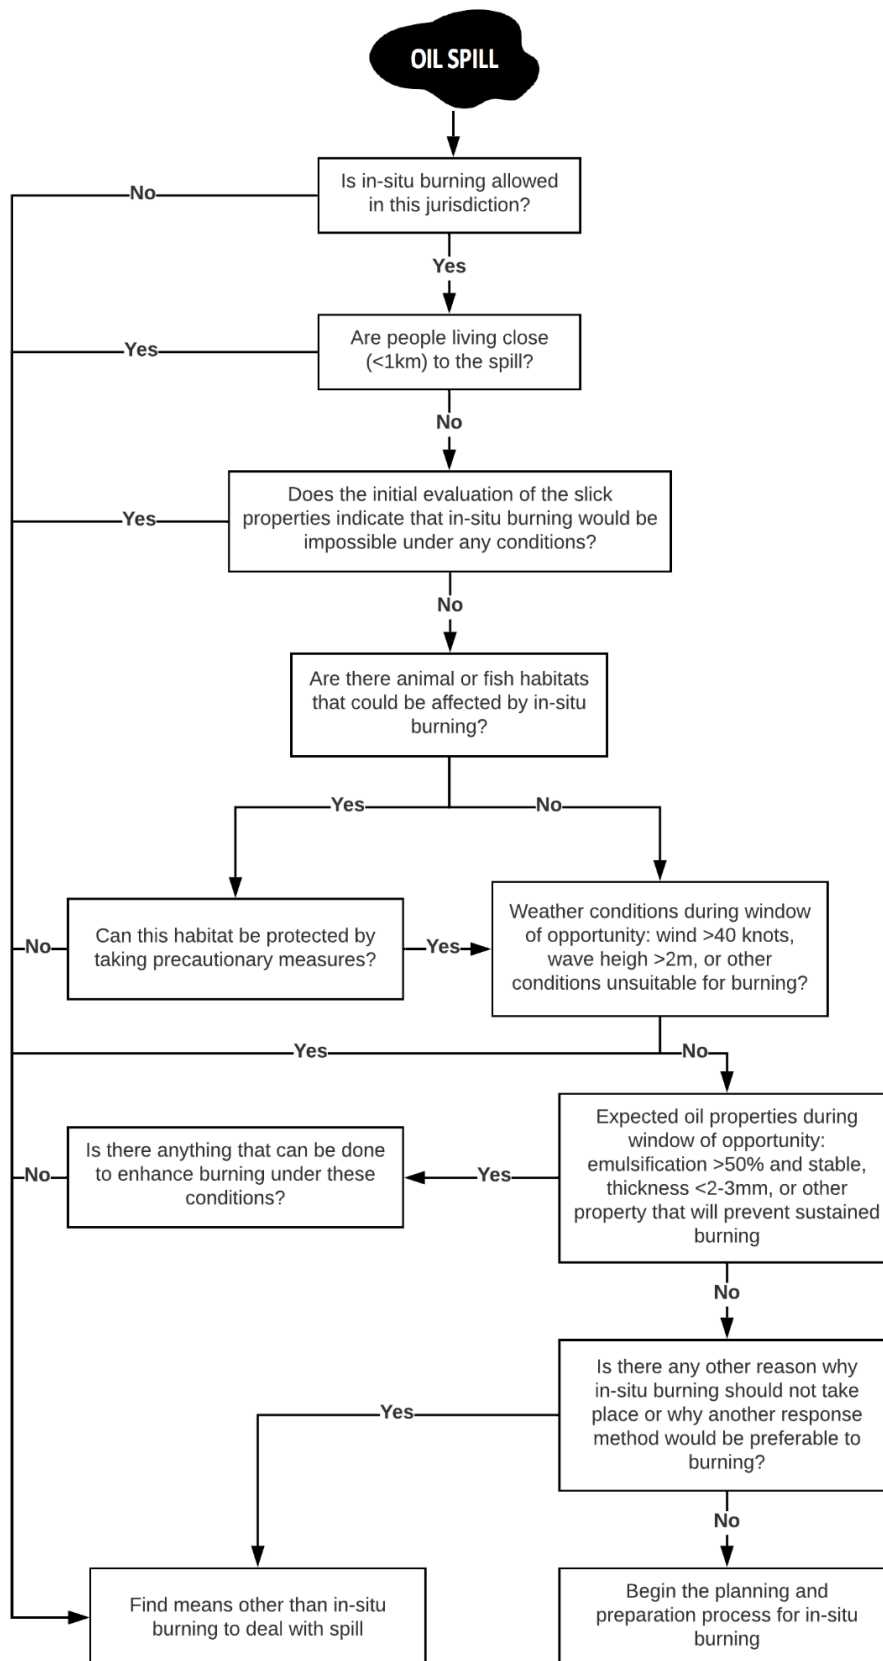 OIL SPILL
Is in-situ burning allowed
in this jurisdiction?
No
Yes
Are people living close
(<1km) to the spill?
Yes
No
Does the initial evaluation of the slick
properties indicate that in-situ burning would be
impossible under any conditions?
Yes
No
Are there animal or fish habitats
that could be affected by in-situ
burning?
Yes
No
Can this habitat be protected by
taking precautionary measures?
No
Yes
Weather conditions during window
of opportunity: wind >40 knots,
wave heigh >2m, or other
conditions unsuitable for burning?
Yes
No
Expected oil properties during
window of opportunity:
emulsification >50% and stable,
thickness <2-3mm, or other
property that will prevent sustained
burning
Yes
Is there anything that can be done
to enhance burning under these
conditions?
No
No
Is there any other reason why
in-situ burning should not take
place or why another response
method would be preferable to
burning?
Yes
No
Find means other than in-situ
burning to deal with spill
Begin the planning and
preparation process for in-situ
burning